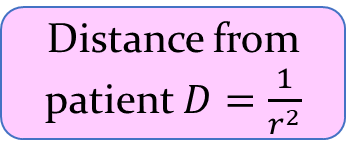 Distance from
patient D = 1/r²